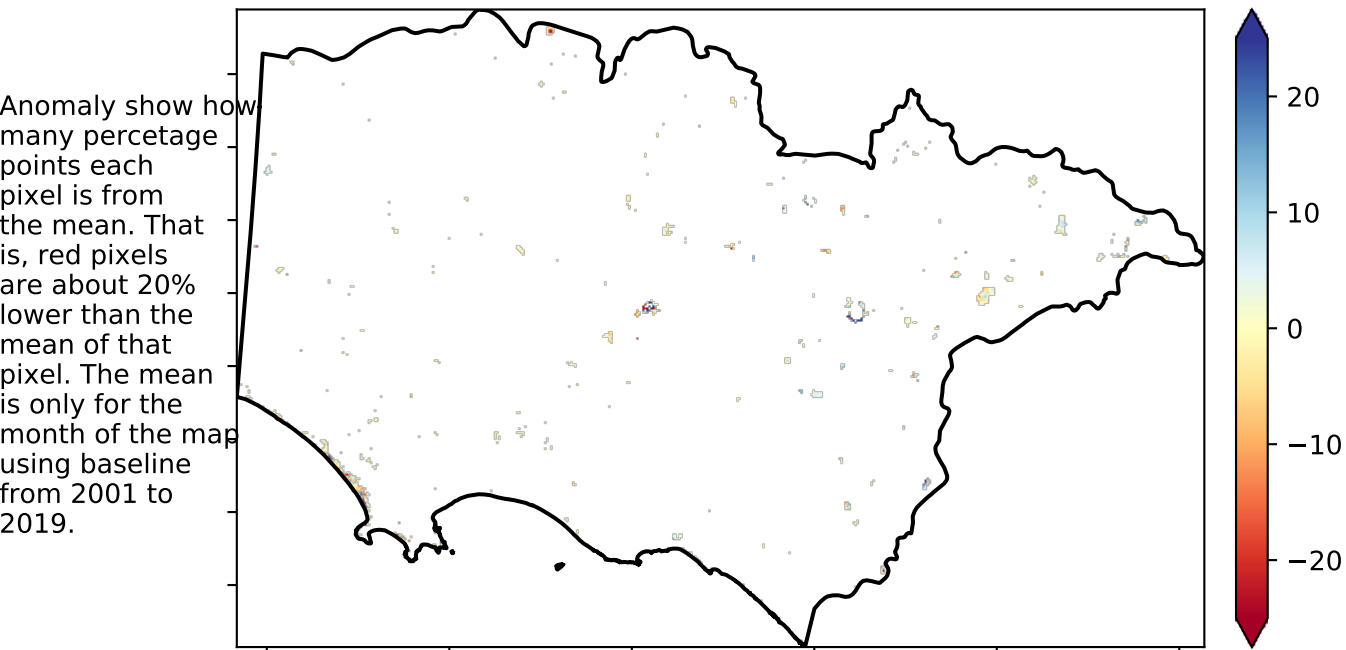 Anomaly show how
many percetage
points each
pixel is from
the mean. That
is, red pixels
are about 20%
lower than the
mean of that
pixel. The mean
is only for the
month of the map
using baseline
from 2001 to
2019.
20
10
0
−10
−20